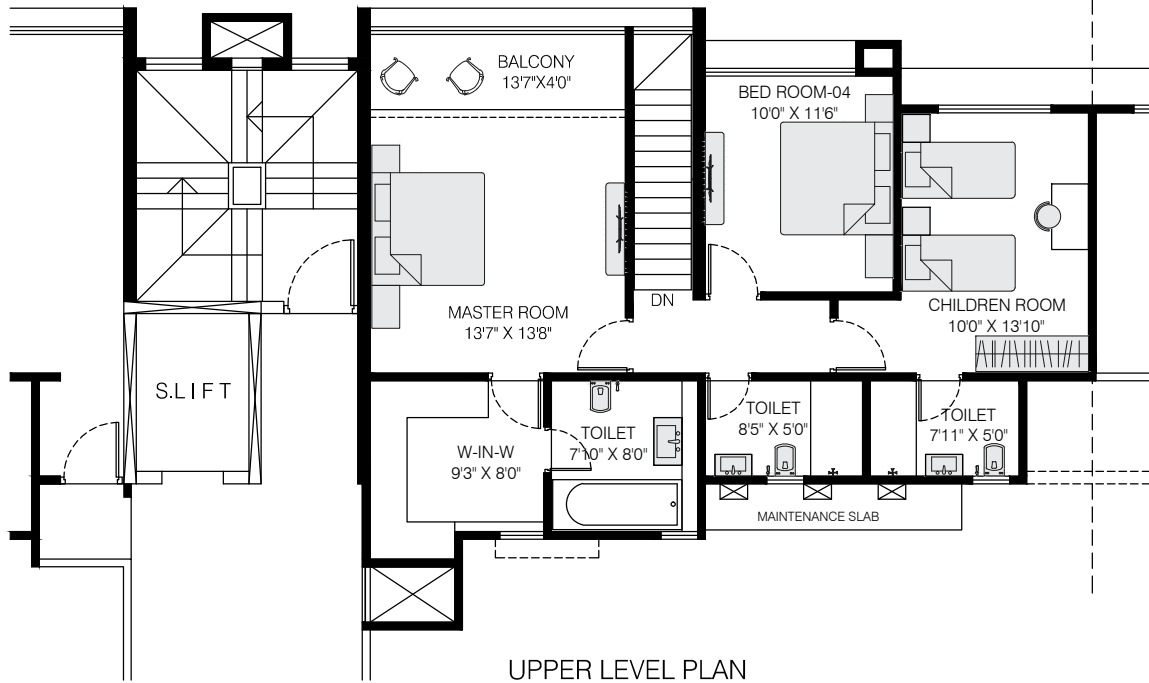 BALCONY
13'7"X4'0"
BED ROOM-04
10'0" X 11'6"
MASTER ROOM
13'7" X 13'8"
DN
CHILDREN ROOM
10'0" X 13'10"
S.LIFT
W-IN-W
9'3" X 8'0"
TOILET
7'10" X 8'0"
TOILET
8'5" X 5'0"
TOILET
7'11" X 5'0"
MAINTENANCE SLAB
UPPER LEVEL PLAN